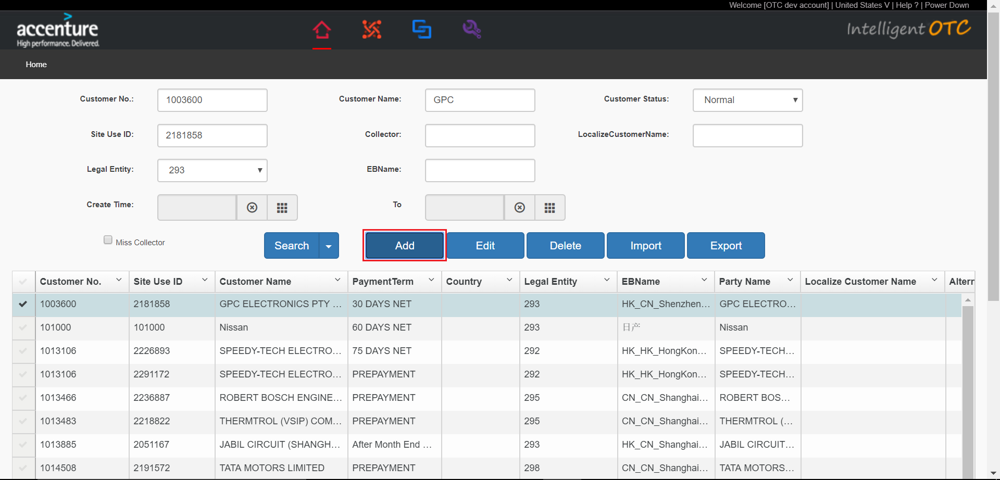 Welcome [OTC dev account] | United States V | Help ? | Power Down
accenture
High performance. Delivered.
Intelligent OTC
Home
Customer No.: 1003600 Customer Name: GPC Customer Status: Normal
Site Use ID: 2181858 Collector: LocalizeCustomerName:
Legal Entity: 293 EBName:
Create Time: To
Miss Collector Search Add Edit Delete Import Export
Customer No. Site Use ID Customer Name PaymentTerm Country Legal Entity EBName Party Name Localize Customer Name Altern
1003600 2181858 GPC ELECTRONICS PTY ... 30 DAYS NET 293 HK_CN_Shenzhen... GPC ELECTRO...
101000 101000 Nissan 60 DAYS NET 293 日产 Nissan
1013106 2226893 SPEEDY-TECH ELECTRO... 75 DAYS NET 292 HK_HK_HongKon... SPEEDY-TECH...
1013106 2291172 SPEEDY-TECH ELECTRO... PREPAYMENT 292 HK_HK_HongKon... SPEEDY-TECH...
1013466 2236887 ROBERT BOSCH ENGINE... PREPAYMENT 295 CN_CN_Shanghai... ROBERT BOS...
1013483 2218822 THERMTROL (VSIP) COM... PREPAYMENT 295 CN_CN_Shanghai... THERMTROL (...
1013885 2051167 JABIL CIRCUIT (SHANGH... After Month End ... 293 HK_CN_Shanghai... JABIL CIRCUIT...
1014508 2191572 TATA MOTORS LIMITED PREPAYMENT 298 CN_CN_Shanghai... TATA MOTORS...